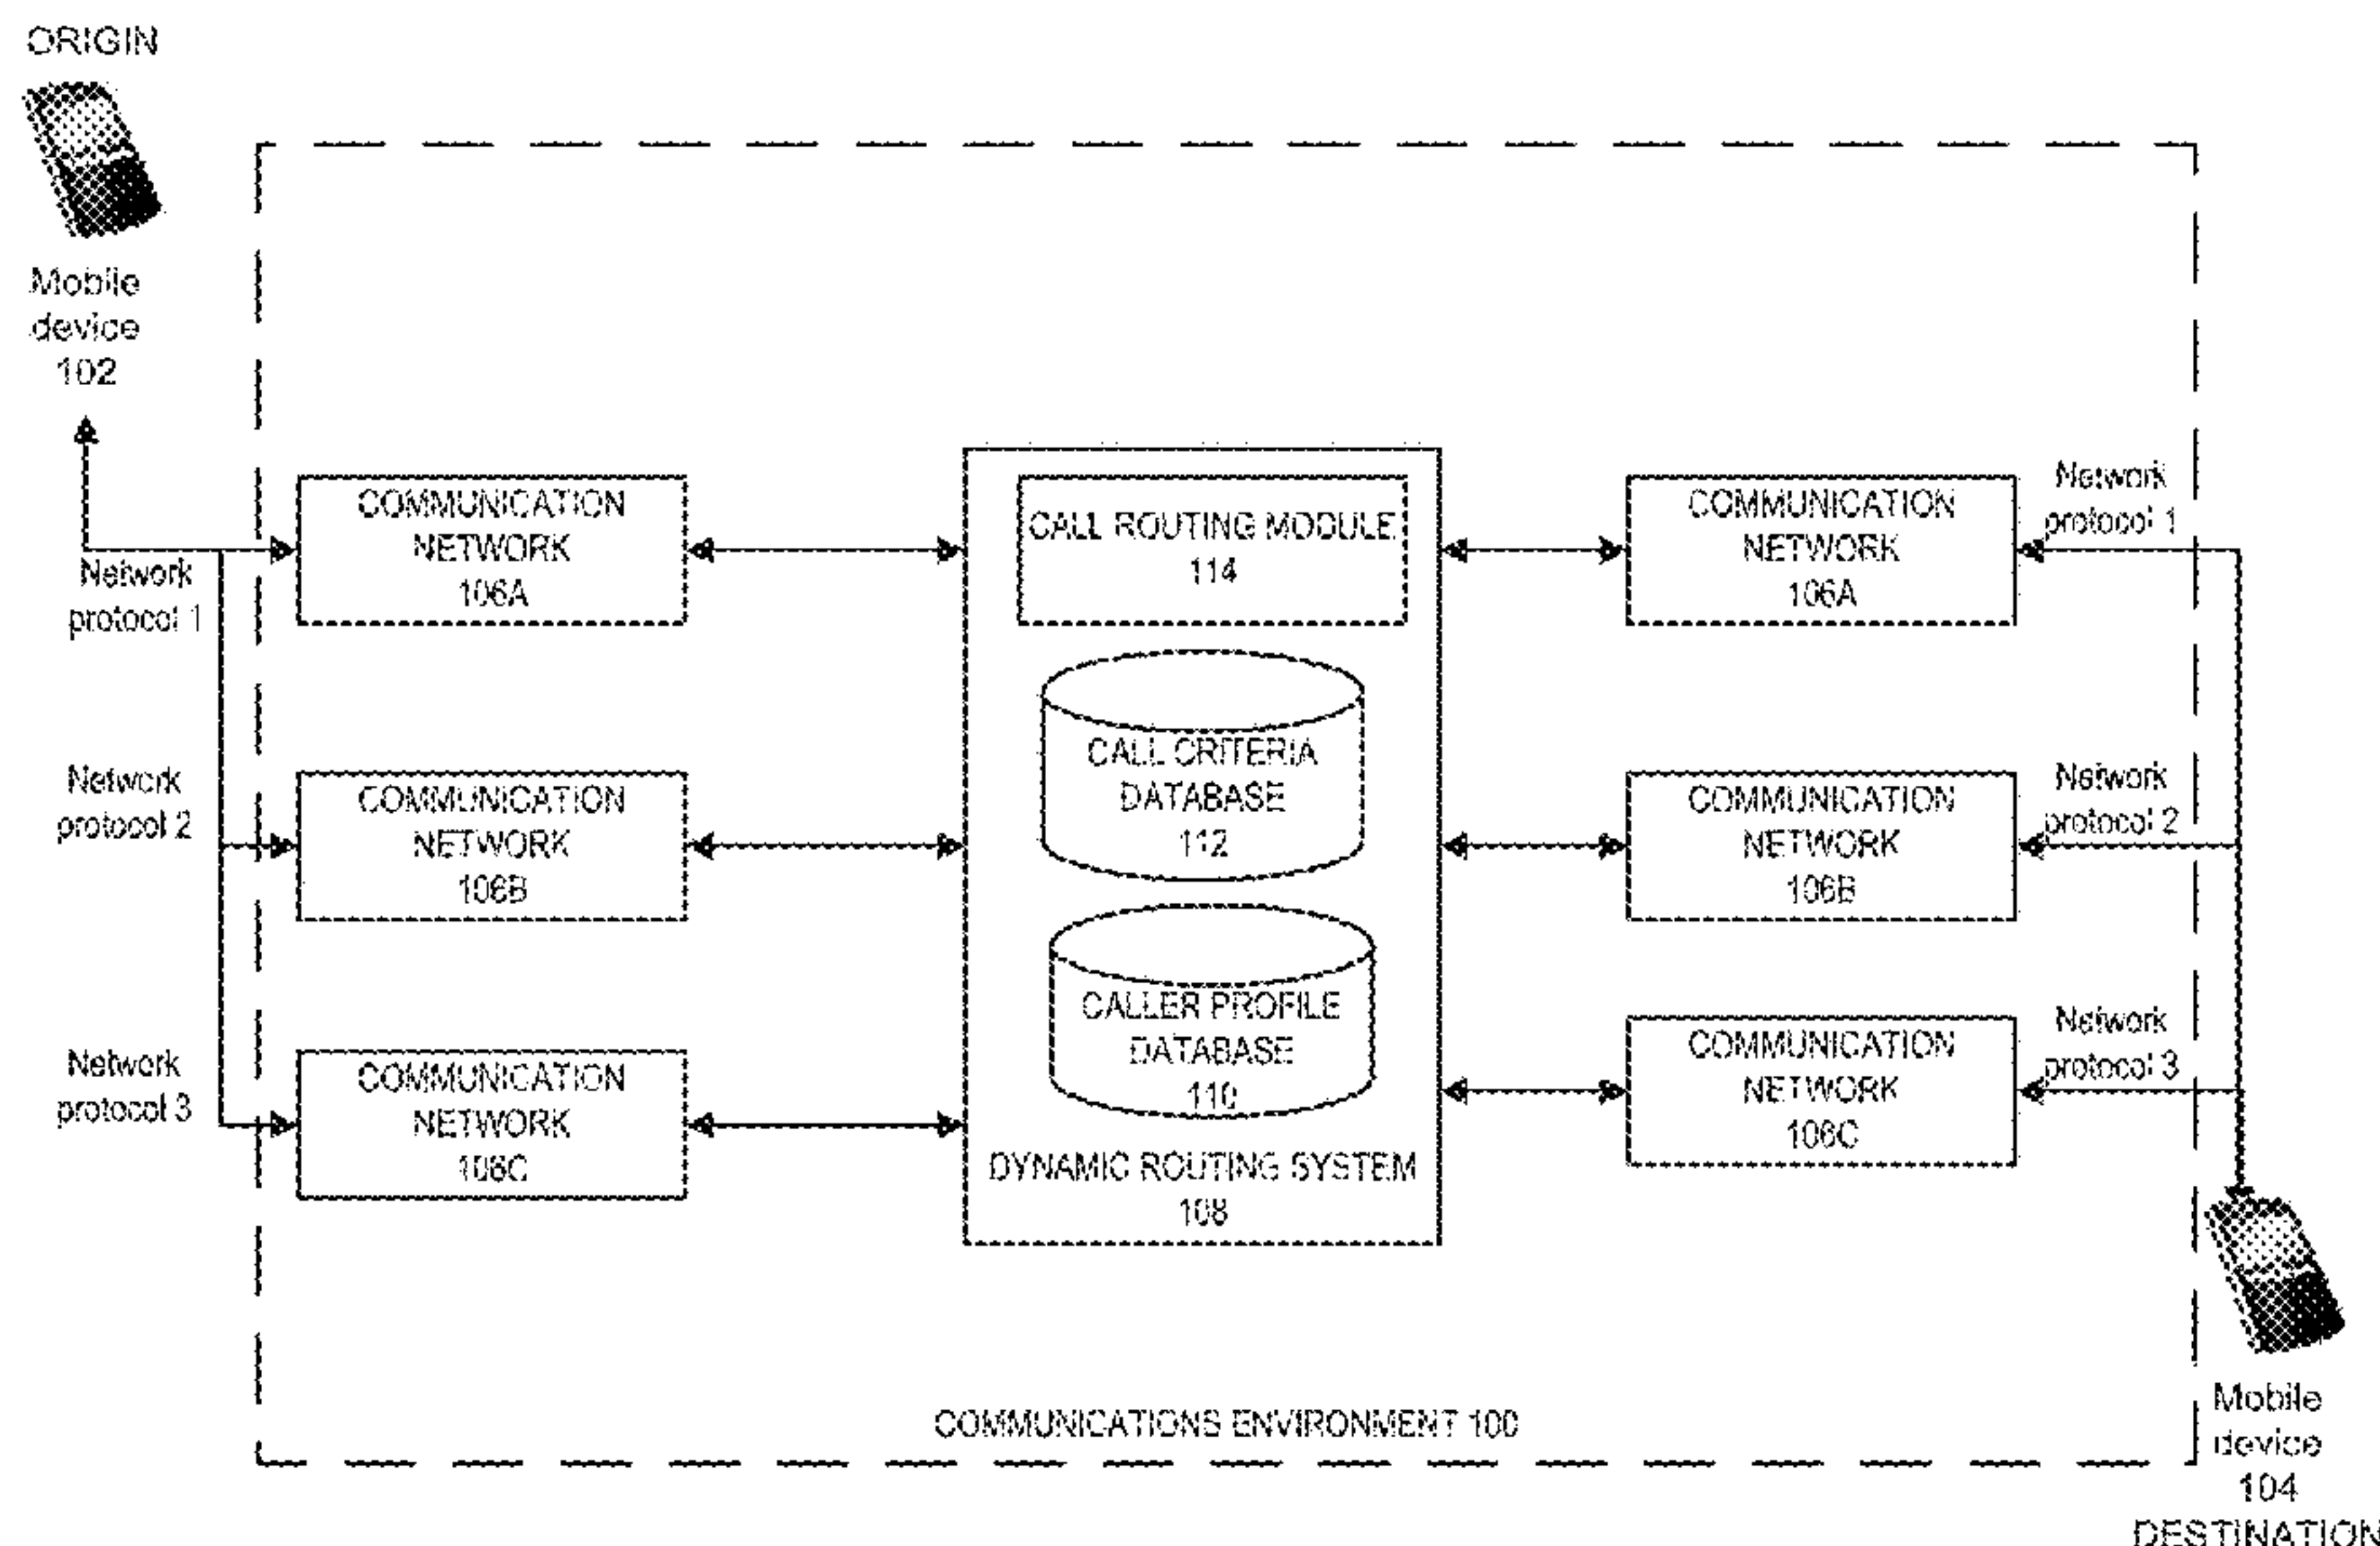 ORIGIN
Mobile
device
102
Network
protocol 1
Network
protocol 2
Network
protocol 3
COMMUNICATION
NETWORK
106A
COMMUNICATION
NETWORK
106B
COMMUNICATION
NETWORK
106C
CALL ROUTING MODULE
114
CALL CRITERIA
DATABASE
112
CALLER PROFILE
DATABASE
110
DYNAMIC ROUTING SYSTEM
108
COMMUNICATION
NETWORK
106A
COMMUNICATION
NETWORK
106B
COMMUNICATION
NETWORK
106C
Network
protocol 1
Network
protocol 2
Network
protocol 3
COMMUNICATIONS ENVIRONMENT 100
Mobile
device
104
DESTINATION